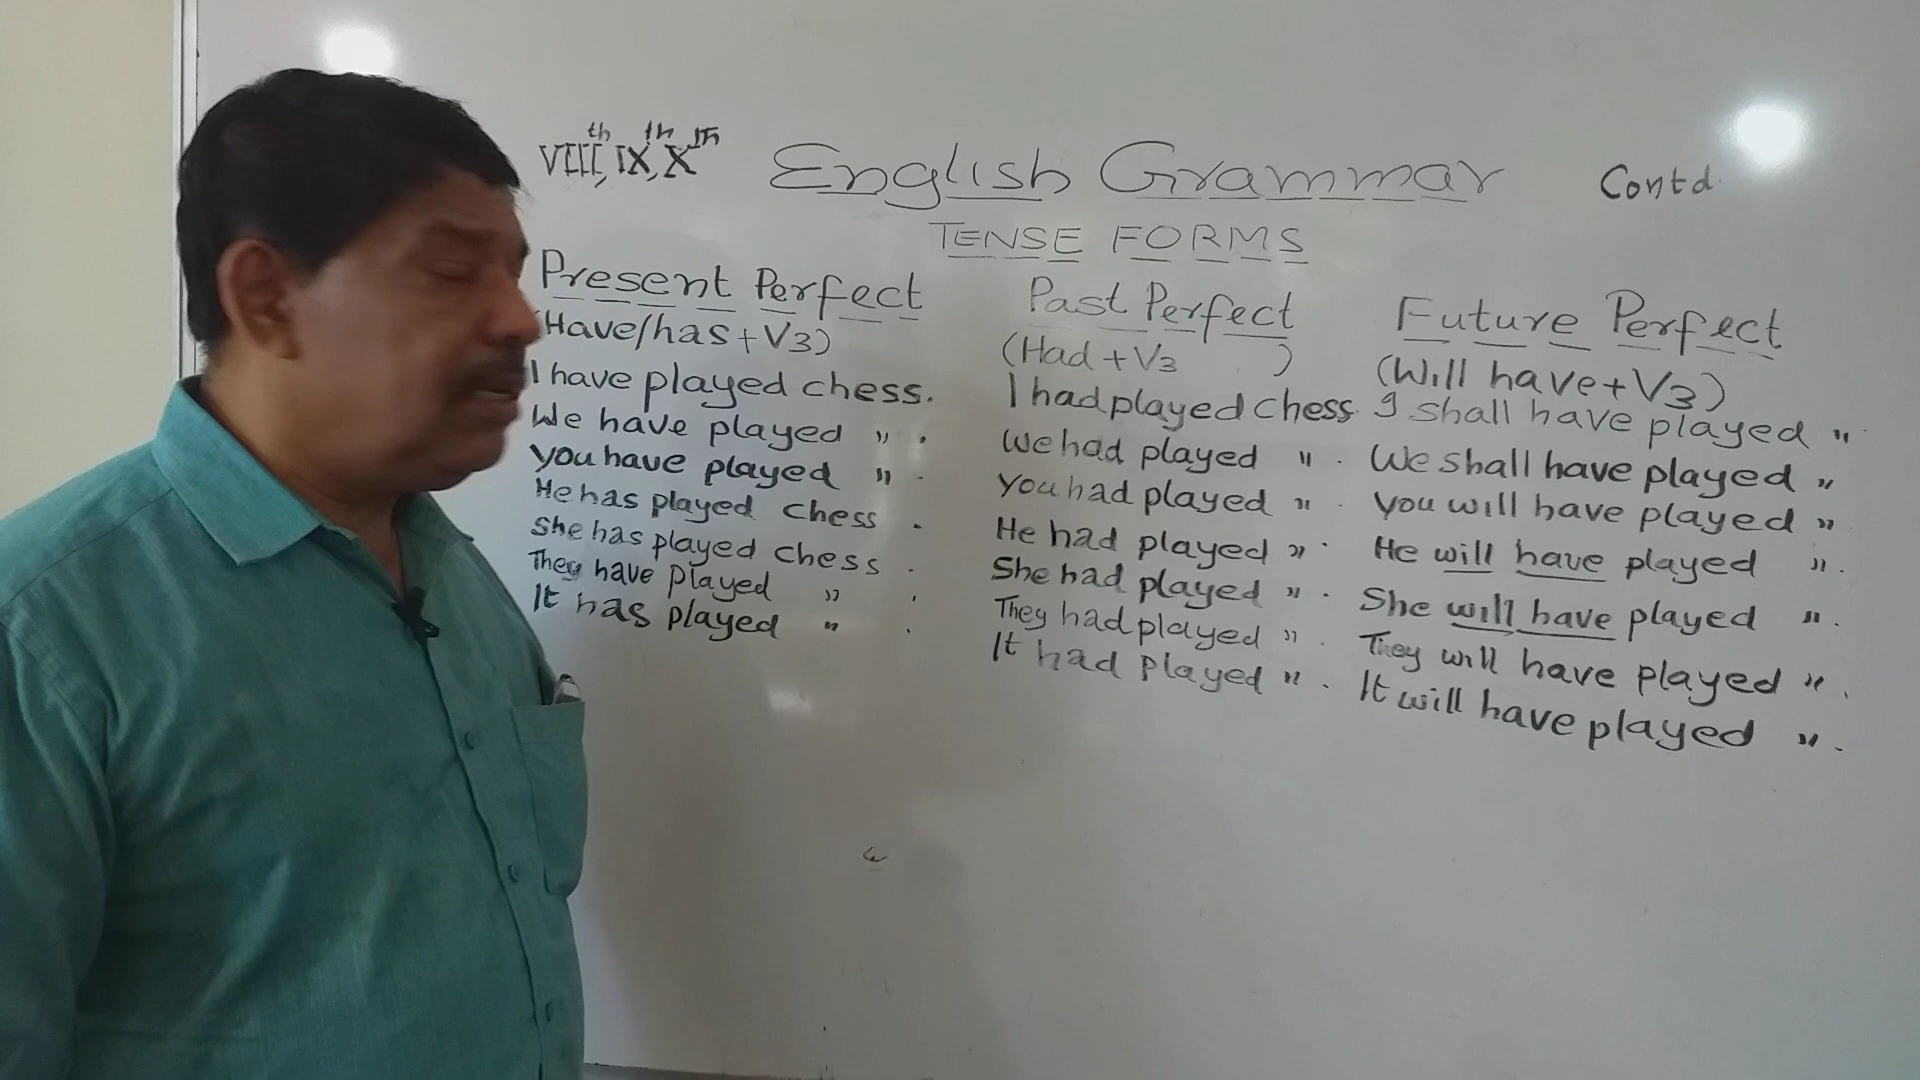 VIIIth, IXth, Xth English Grammar Contd.
TENSE FORMS
Present Perfect
(Have/has + V3)
I have played chess.
We have played " .
You have played " .
He has played chess .
She has played chess .
They have played " .
It has played " .
Past Perfect
(Had + V3 )
I had played chess.
We had played " .
You had played " .
He had played " .
She had played " .
They had played " .
It had played " .
Future Perfect
(Will have + V3)
I shall have played " .
We shall have played "
You will have played " .
He will have played " .
She will have played " .
They will have played " .
It will have played " .